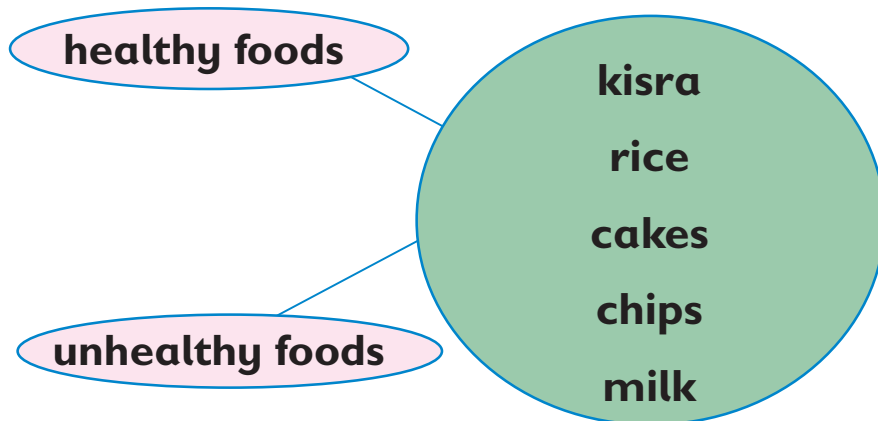 healthy foods
unhealthy foods
kisra
rice
cakes
chips
milk